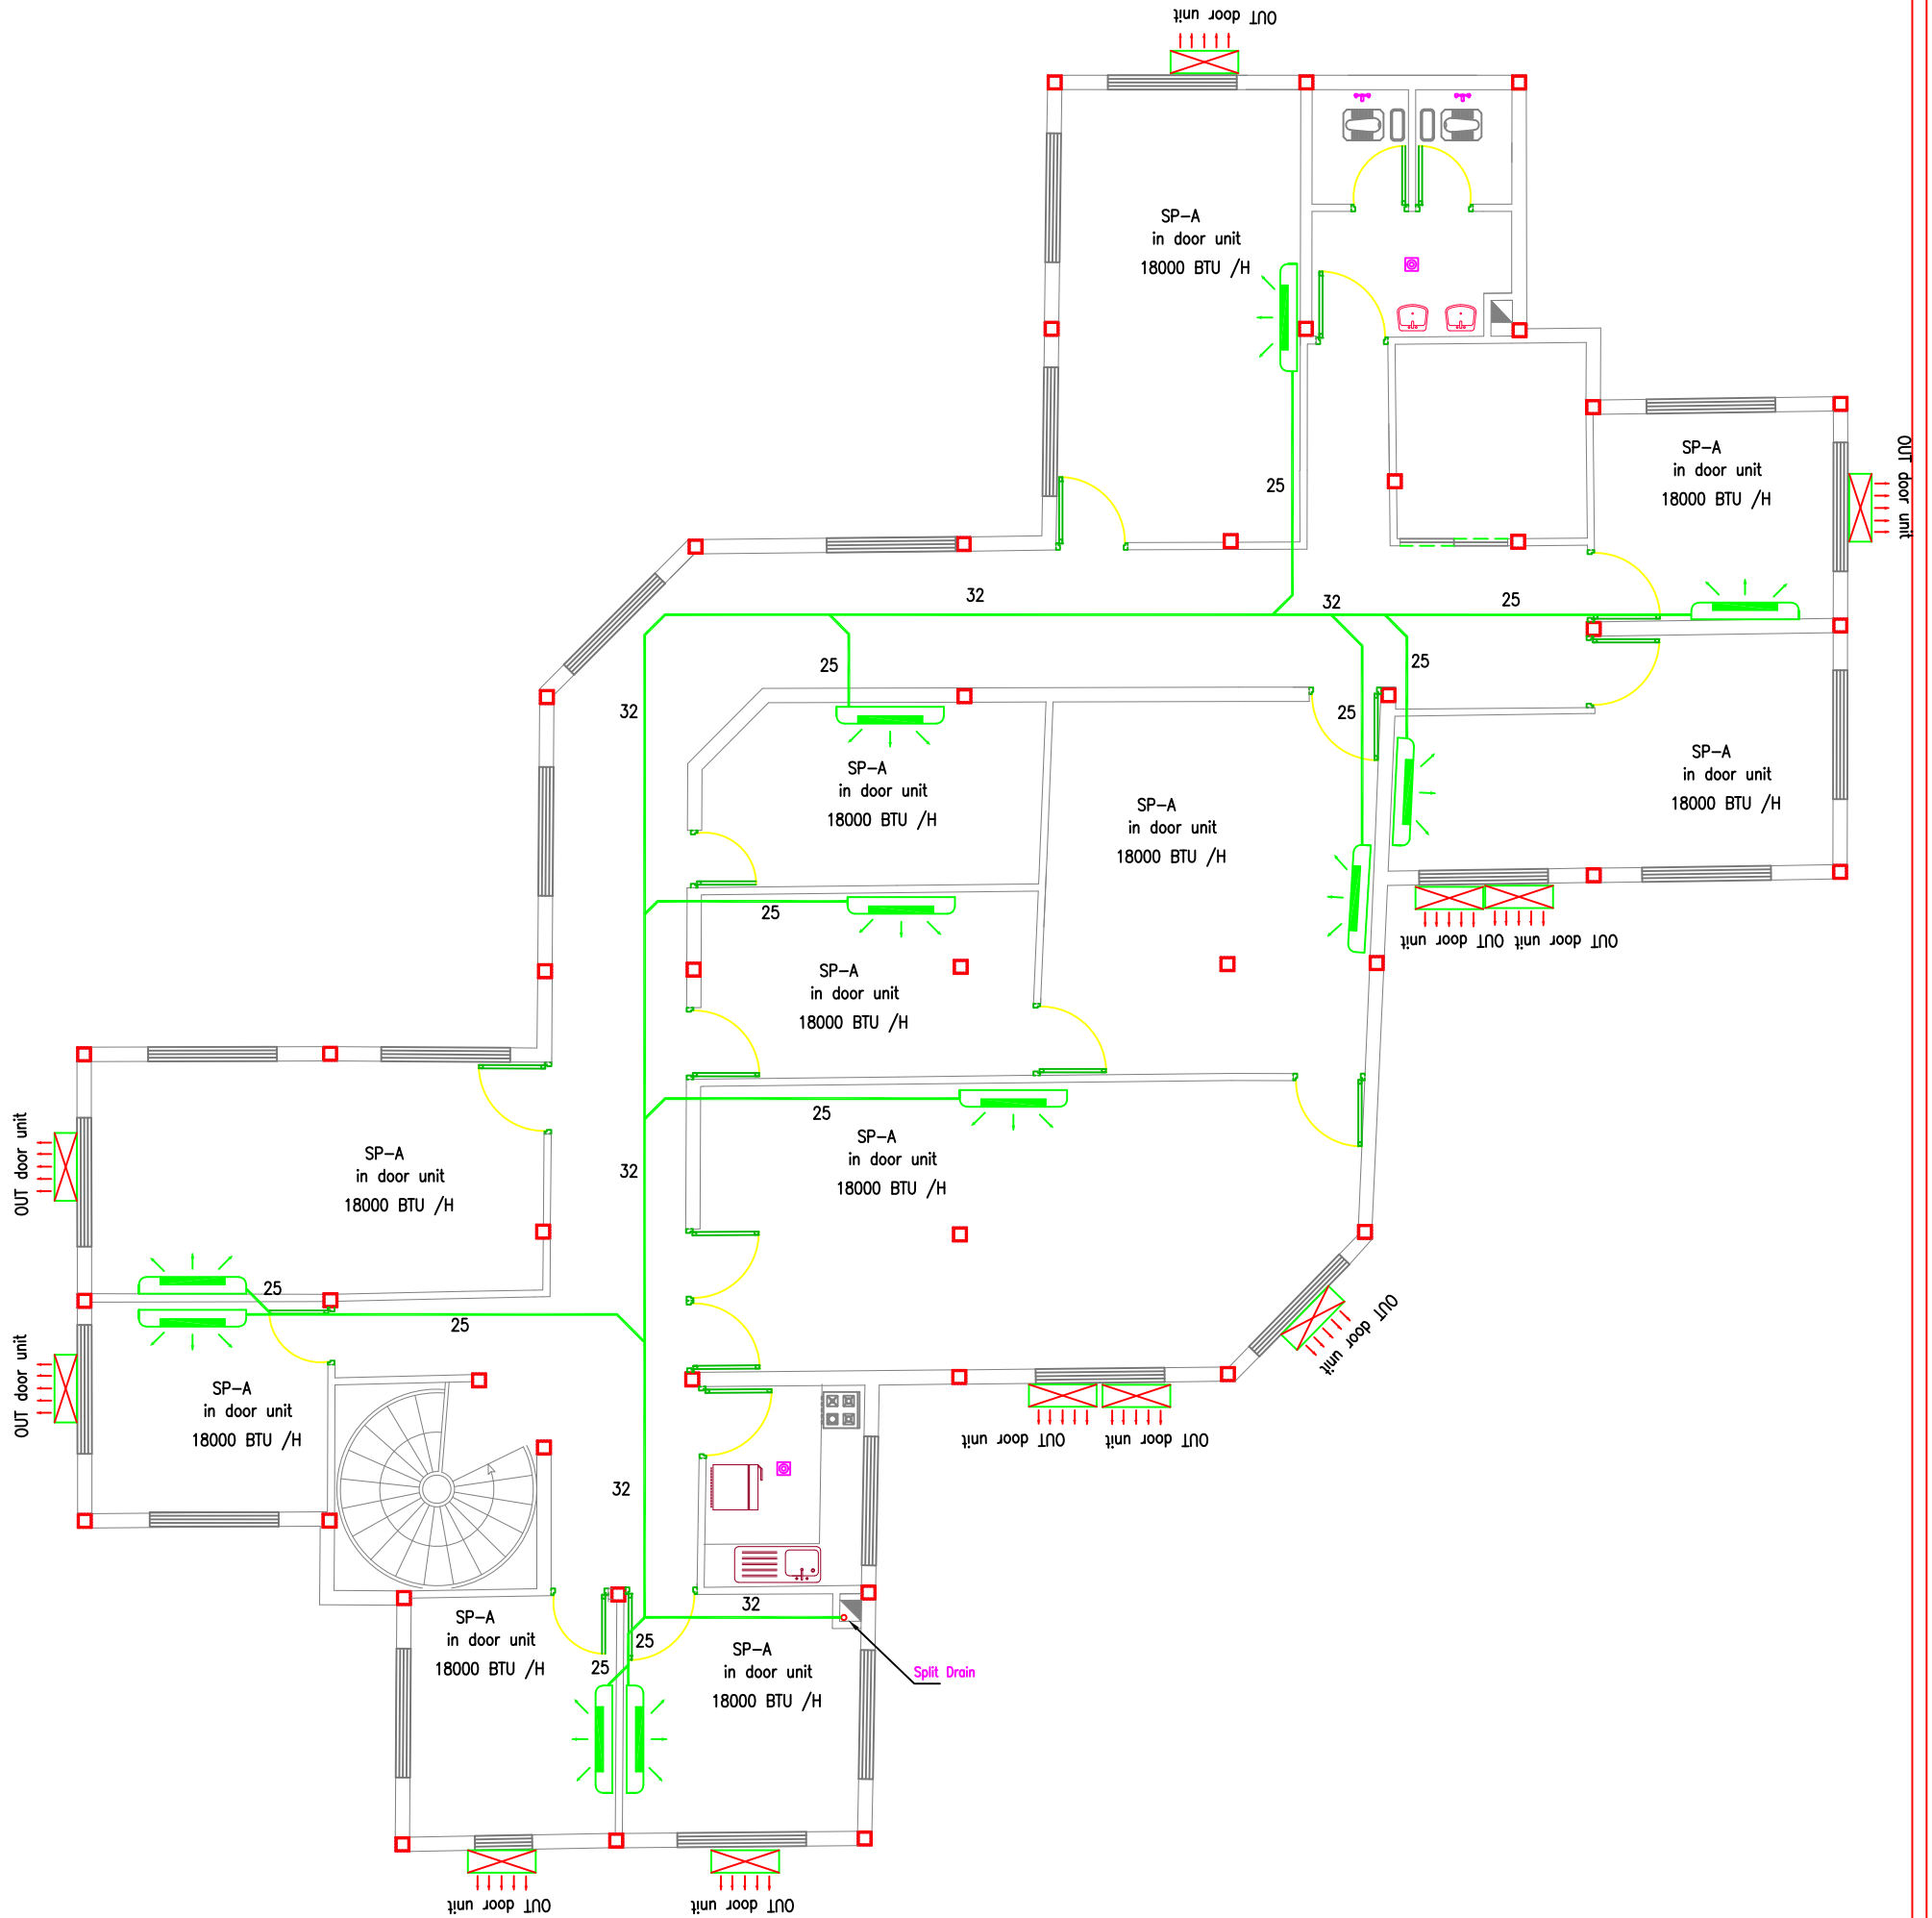 OUT door unit
SP-A
in door unit
18000 BTU /H
SP-A
in door unit
18000 BTU /H
OUT door unit
25
32
32
25
25
25
32
25
SP-A
in door unit
18000 BTU /H
SP-A
in door unit
18000 BTU /H
SP-A
in door unit
18000 BTU /H
25
OUT door unit
OUT door unit
SP-A
in door unit
18000 BTU /H
25
SP-A
in door unit
18000 BTU /H
OUT door unit
SP-A
in door unit
18000 BTU /H
32
25
25
OUT door unit
OUT door unit
SP-A
in door unit
18000 BTU /H
OUT door unit
OUT door unit
32
32
SP-A
in door unit
18000 BTU /H
25
25
SP-A
in door unit
18000 BTU /H
Split Drain
OUT door unit
OUT door unit